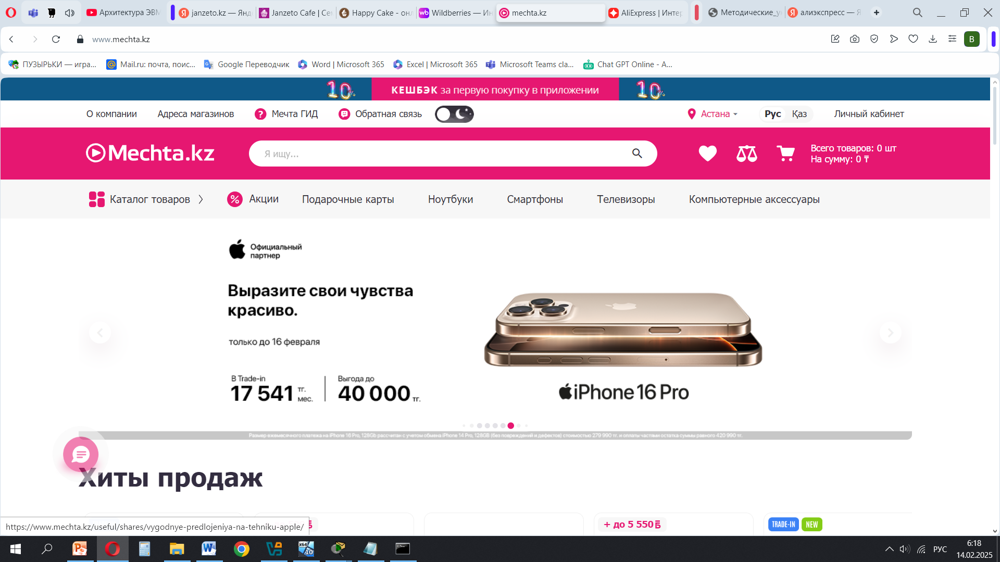 Архитектура ЭВМ
janzeto.kz — Янд
Janzeto Cafe | Сем
Happy Cake - онл
Wildberries — Ин
mechta.kz
AliExpress | Интер
Методические_у
алиэкспресс — Я
www.mechta.kz
B
ПУЗЫРЬКИ — игра...
Mail.ru: почта, поис...
Google Переводчик
Word | Microsoft 365
Excel | Microsoft 365
Microsoft Teams cla...
Chat GPT Online - A...
10%
КЕШБЭК за первую покупку в приложении
10%
О компании
Адреса магазинов
Мечта ГИД
Обратная связь
Астана
Рус
Қаз
Личный кабинет
Mechta.kz
Я ищу...
Всего товаров: 0 шт
На сумму: 0 ₸
Каталог товаров
Акции
Подарочные карты
Ноутбуки
Смартфоны
Телевизоры
Компьютерные аксессуары
Официальный
партнер
Выразите свои чувства
красиво.
только до 16 февраля
В Trade-in
17 541 тг. мес.
Выгода до
40 000 тг.
iPhone 16 Pro
Размер ежемесячного платежа на iPhone 16 Pro, 128Gb рассчитан с учетом обмена iPhone 14 Pro, 128GB (без повреждений и дефектов) стоимостью 279 990 тг. и оплаты частями остатка суммы равного 420 990 тг.
Хиты продаж
+ до 5 550 Б
TRADE-IN
NEW
https://www.mechta.kz/useful/shares/vygodnye-predlojeniya-na-tehniku-apple/
РУС
6:18
14.02.2025